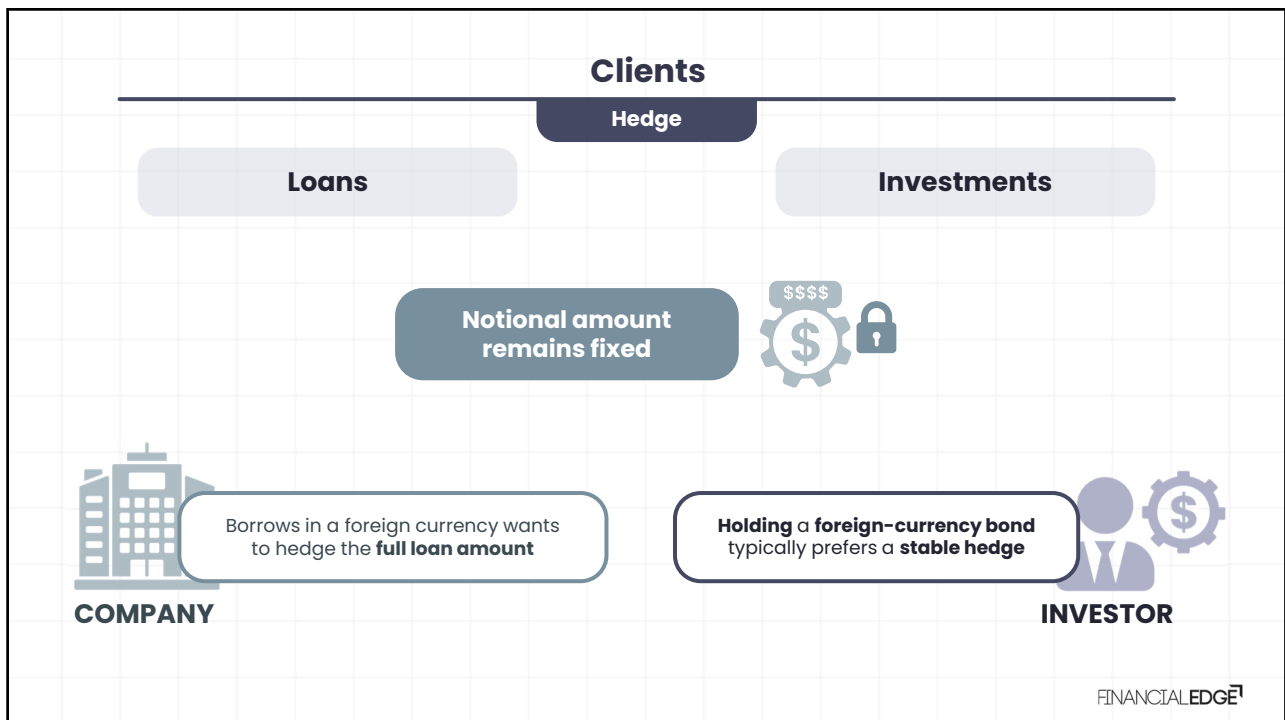 Clients
Hedge
Loans
Investments
Notional amount
remains fixed
$$$$
$
Borrows in a foreign currency wants
to hedge the full loan amount
Holding a foreign-currency bond
typically prefers a stable hedge
$
COMPANY
INVESTOR
FINANCIALEDGE